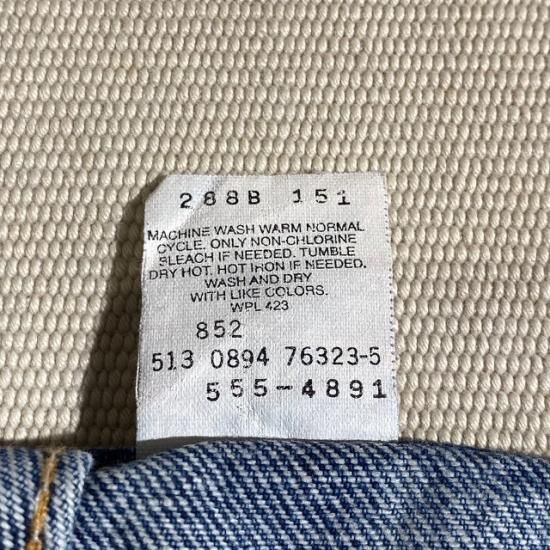 288B 151
MACHINE WASH WARM NORMAL
CYCLE. ONLY NON-CHLORINE
BLEACH IF NEEDED. TUMBLE
DRY HOT. HOT IRON IF NEEDED.
WASH AND DRY
WITH LIKE COLORS.
WPL 423
852
513 0894 76323-5
555-4891